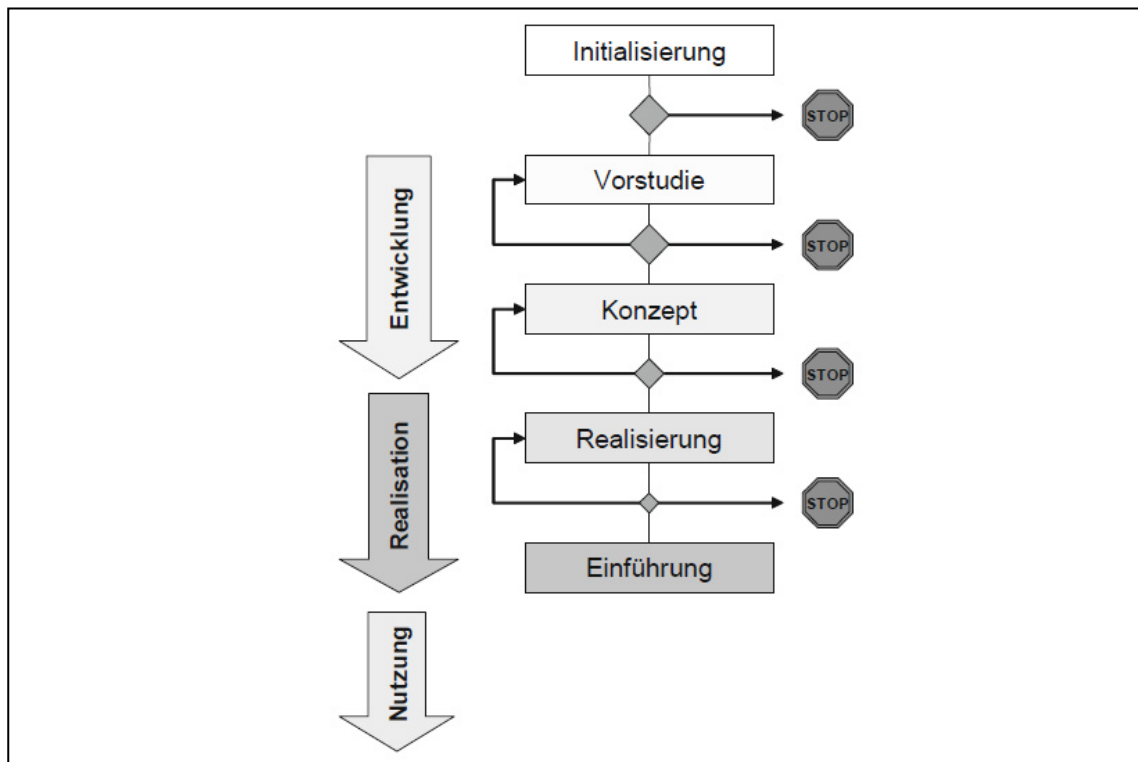 Initialisierung
STOP
Vorstudie
STOP
Konzept
STOP
Realisierung
STOP
Einführung
Entwicklung
Realisation
Nutzung